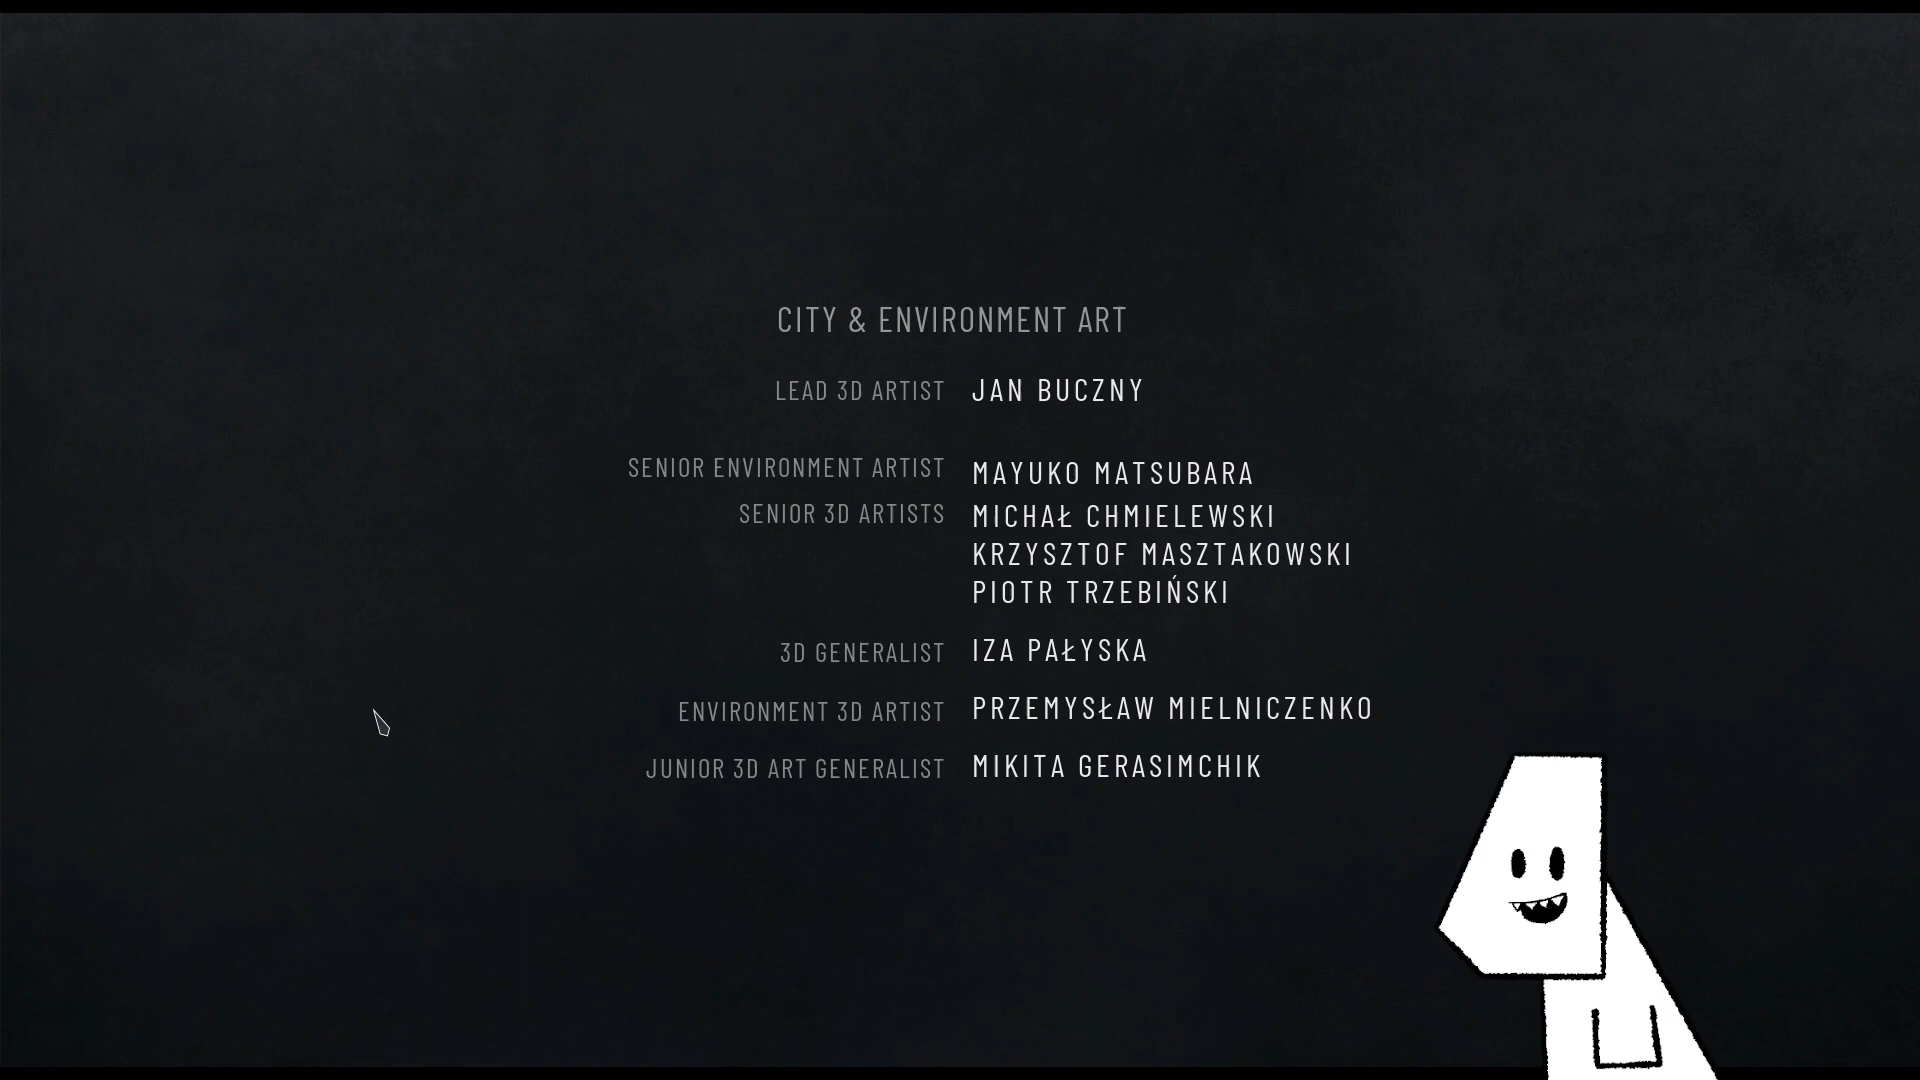 CITY & ENVIRONMENT ART
LEAD 3D ARTIST JAN BUCZNY
SENIOR ENVIRONMENT ARTIST MAYUKO MATSUBARA
SENIOR 3D ARTISTS MICHAŁ CHMIELEWSKI
KRZYSZTOF MASZTAKOWSKI
PIOTR TRZEBIŃSKI
3D GENERALIST IZA PAŁYSKA
ENVIRONMENT 3D ARTIST PRZEMYSŁAW MIELNICZENKO
JUNIOR 3D ART GENERALIST MIKITA GERASIMCHIK